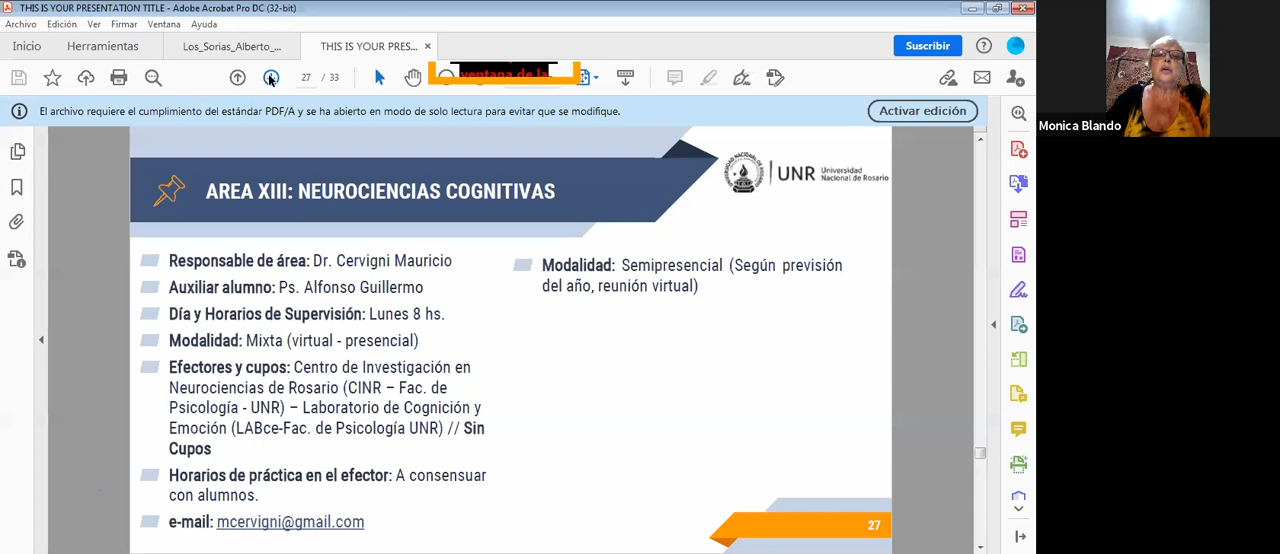 THIS IS YOUR PRESENTATION TITLE - Adobe Acrobat Pro DC (32-bit)
Archivo Edición Ver Firmar Ventana Ayuda
Inicio Herramientas Los_Sorias_Alberto_... THIS IS YOUR PRES... × Suscribir
27 / 33
ventana de la
El archivo requiere el cumplimiento del estándar PDF/A y se ha abierto en modo de solo lectura para evitar que se modifique. Activar edición
Monica Blando
AREA XIII: NEUROCIENCIAS COGNITIVAS
UNR Universidad
Nacional de Rosario
Responsable de área: Dr. Cervigni Mauricio
Auxiliar alumno: Ps. Alfonso Guillermo
Día y Horarios de Supervisión: Lunes 8 hs.
Modalidad: Mixta (virtual - presencial)
Efectores y cupos: Centro de Investigación en
Neurociencias de Rosario (CINR – Fac. de
Psicología - UNR) – Laboratorio de Cognición y
Emoción (LABce-Fac. de Psicología UNR) // Sin
Cupos
Horarios de práctica en el efector: A consensuar
con alumnos.
e-mail: mcervigni@gmail.com
Modalidad: Semipresencial (Según previsión
del año, reunión virtual)
27